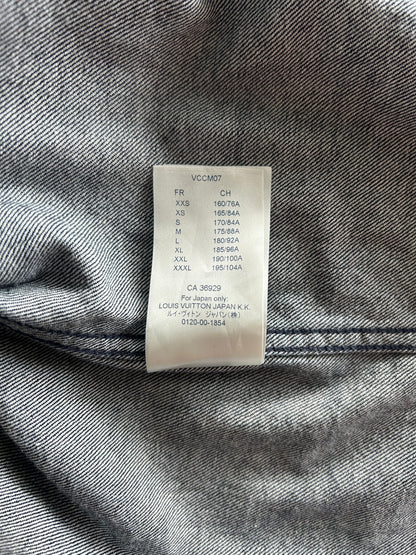 VCCM07
FR CH
XXS 160/76A
XS 165/84A
S 170/84A
M 175/88A
L 180/92A
XL 185/96A
XXL 190/100A
XXXL 195/104A
CA 36929
For Japan only:
LOUIS VUITTON JAPAN K.K.
ルイ・ヴィトン ジャパン(株)
0120-00-1854